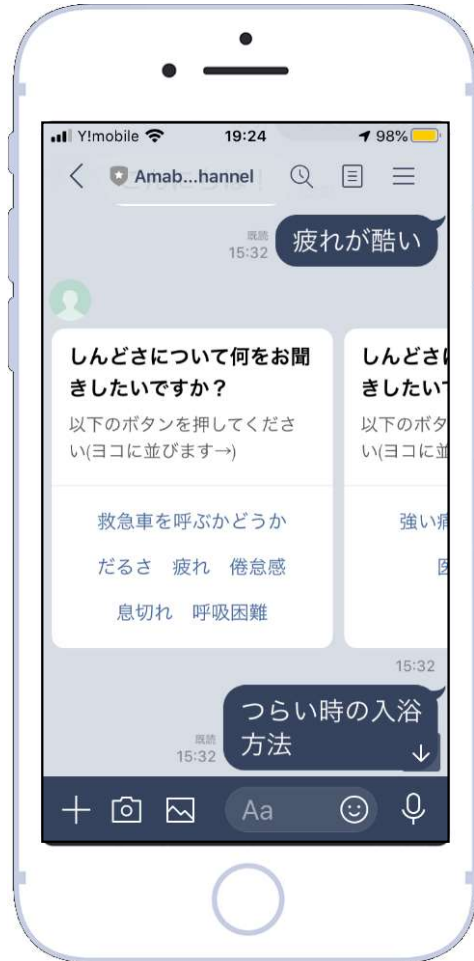 Y!mobile 19:24 98%
Amab...hannel
既読
15:32
疲れが酷い
しんどさについて何をお聞
きしたいですか？
以下のボタンを押してくださ
い(ヨコに並びます→)
救急車を呼ぶかどうか
だるさ 疲れ 倦怠感
息切れ 呼吸困難
しんどさ
きしたい
以下のボタ
い(ヨコに並
強い
医
15:32
つらい時の入浴
方法
既読
15:32
Aa